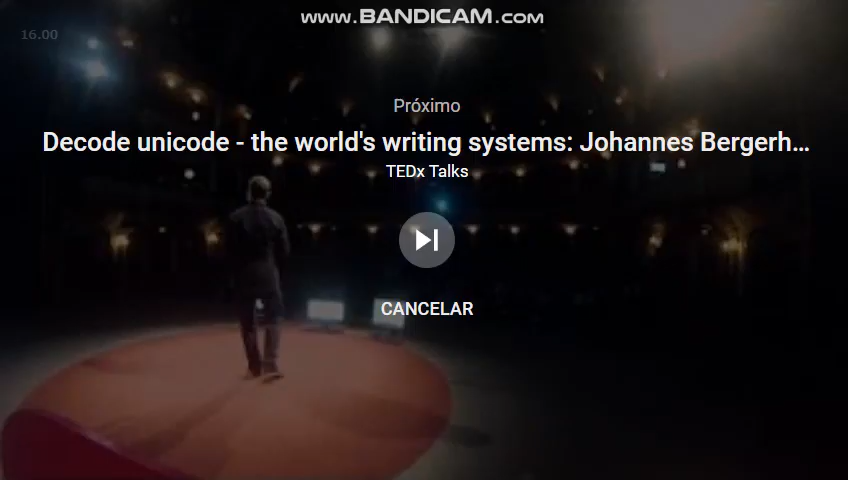 www.BANDICAM.COM
16.00
Próximo
Decode unicode - the world's writing systems: Johannes Bergerh...
TEDx Talks
CANCELAR